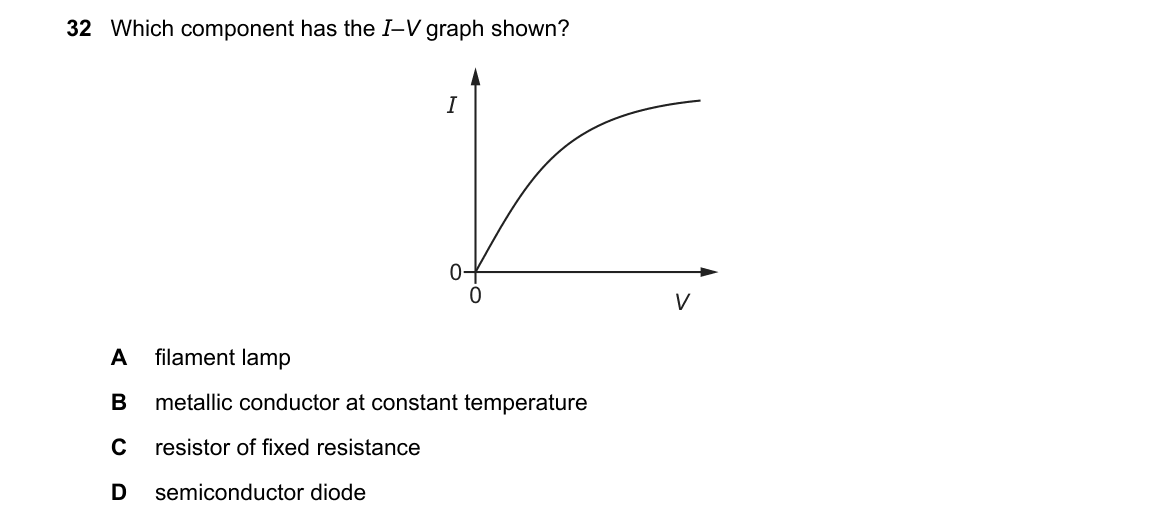 32 Which component has the I–V graph shown?
I
0
0
V
A filament lamp
B metallic conductor at constant temperature
C resistor of fixed resistance
D semiconductor diode